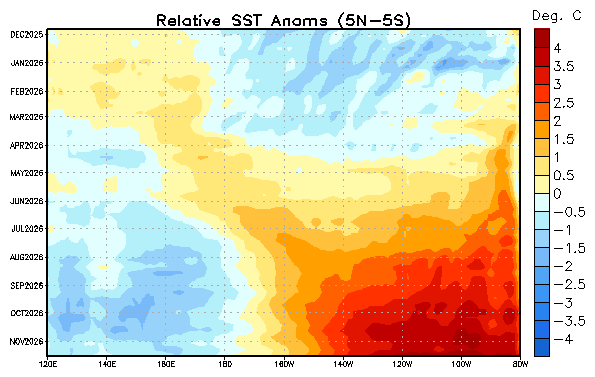 Relative SST Anoms (5N-5S)
Deg. C
DEC2025
JAN2026
FEB2026
MAR2026
APR2026
MAY2026
JUN2026
JUL2026
AUG2026
SEP2026
OCT2026
NOV2026
120E 140E 160E 180 160W 140W 120W 100W 80W
4
3.5
3
2.5
2
1.5
1
0.5
0
-0.5
-1
-1.5
-2
-2.5
-3
-3.5
-4